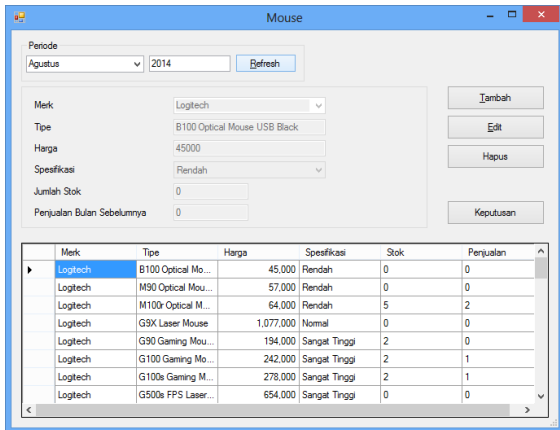 Mouse
Periode
Agustus 2014 Refresh
Merk Logitech
Tipe B100 Optical Mouse USB Black
Harga 45000
Spesifikasi Rendah
Jumlah Stok 0
Penjualan Bulan Sebelumnya 0
Tambah
Edit
Hapus
Keputusan
Merk Tipe Harga Spesifikasi Stok Penjualan
Logitech B100 Optical Mo... 45,000 Rendah 0 0
Logitech M90 Optical Mou... 57,000 Rendah 0 0
Logitech M100r Optical M... 64,000 Rendah 5 2
Logitech G9X Laser Mouse 1,077,000 Normal 0 0
Logitech G90 Gaming Mou... 194,000 Sangat Tinggi 2 0
Logitech G100 Gaming Mo... 242,000 Sangat Tinggi 2 1
Logitech G100s Gaming M... 278,000 Sangat Tinggi 2 1
Logitech G500s FPS Laser... 654,000 Sangat Tinggi 0 0